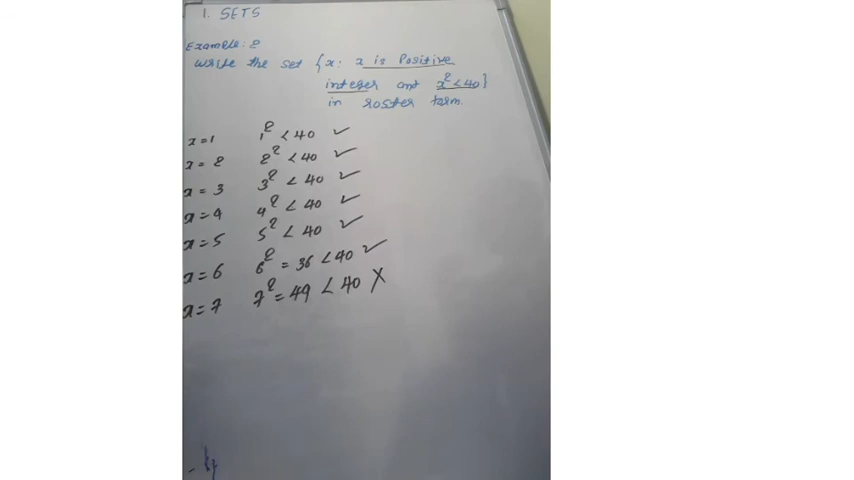 1. SETS
Example: 2
Write the set {x: x is Positive
integer and x² < 40}
in roster form.
x = 1 1² < 40 ✓
x = 2 2² < 40 ✓
x = 3 3² < 40 ✓
x = 4 4² < 40 ✓
x = 5 5² < 40 ✓
x = 6 6² = 36 < 40 ✓
x = 7 7² = 49 < 40 X